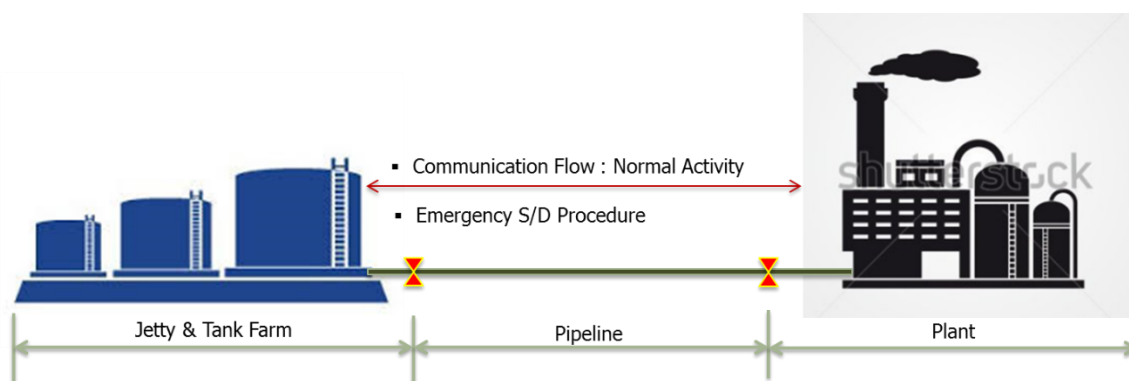 ▪ Communication Flow : Normal Activity
▪ Emergency S/D Procedure
shutterstock
Jetty & Tank Farm
Pipeline
Plant